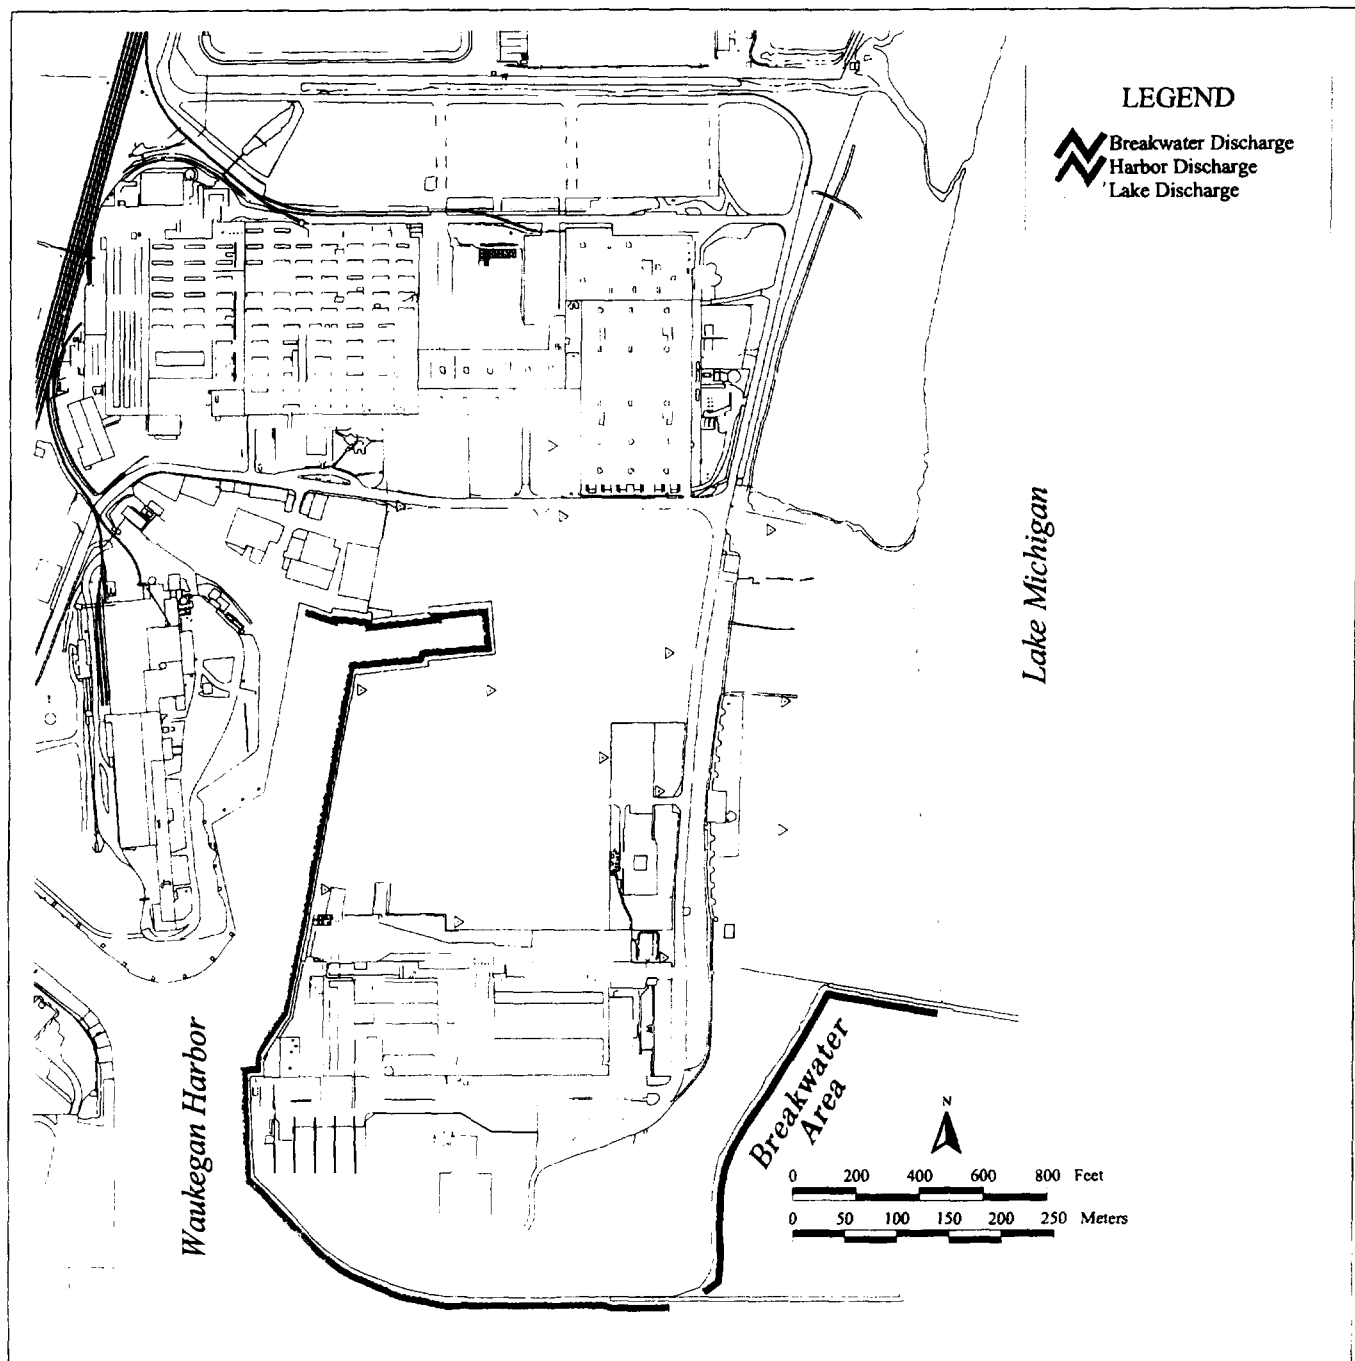 LEGEND
Breakwater Discharge
Harbor Discharge
Lake Discharge
Lake Michigan
Waukegan Harbor
Breakwater
Area
N
0 200 400 600 800 Feet
0 50 100 150 200 250 Meters